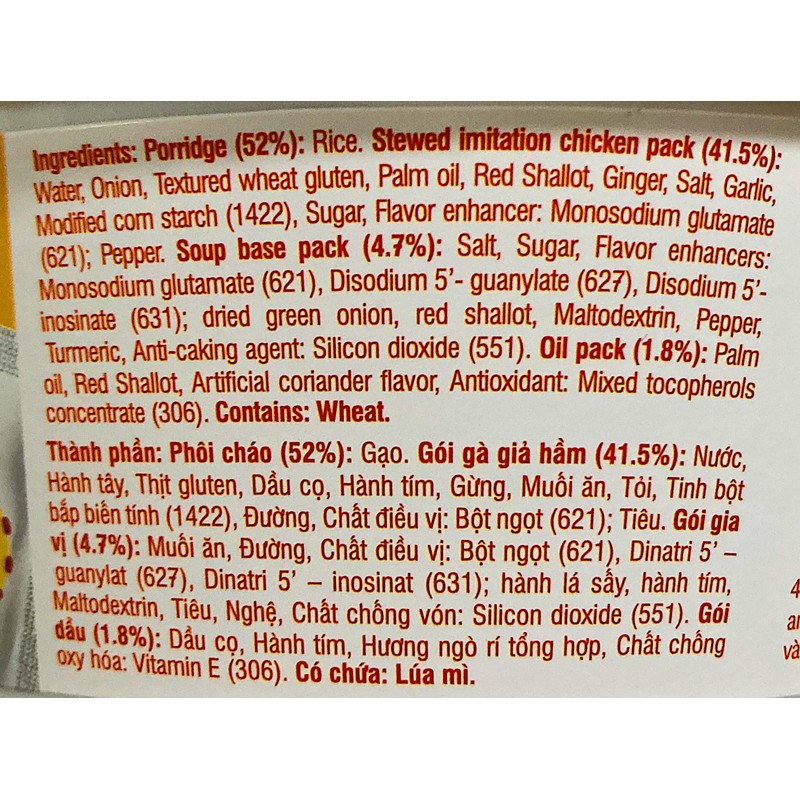 Ingredients: Porridge (52%): Rice. Stewed imitation chicken pack (41.5%):
Water, Onion, Textured wheat gluten, Palm oil, Red Shallot, Ginger, Salt, Garlic,
Modified corn starch (1422), Sugar, Flavor enhancer: Monosodium glutamate
(621); Pepper. Soup base pack (4.7%): Salt, Sugar, Flavor enhancers:
Monosodium glutamate (621), Disodium 5’- guanylate (627), Disodium 5’-
inosinate (631); dried green onion, red shallot, Maltodextrin, Pepper,
Turmeric, Anti-caking agent: Silicon dioxide (551). Oil pack (1.8%): Palm
oil, Red Shallot, Artificial coriander flavor, Antioxidant: Mixed tocopherols
concentrate (306). Contains: Wheat.
Thành phần: Phôi cháo (52%): Gạo. Gói gà giả hầm (41.5%): Nước,
Hành tây, Thịt gluten, Dầu cọ, Hành tím, Gừng, Muối ăn, Tỏi, Tinh bột
bắp biến tính (1422), Đường, Chất điều vị: Bột ngọt (621); Tiêu. Gói gia
vị (4.7%): Muối ăn, Đường, Chất điều vị: Bột ngọt (621), Dinatri 5’ –
guanylat (627), Dinatri 5’ – inosinat (631); hành lá sấy, hành tím,
Maltodextrin, Tiêu, Nghệ, Chất chống vón: Silicon dioxide (551). Gói
dầu (1.8%): Dầu cọ, Hành tím, Hương ngò rí tổng hợp, Chất chống
oxy hóa: Vitamin E (306). Có chứa: Lúa mì.